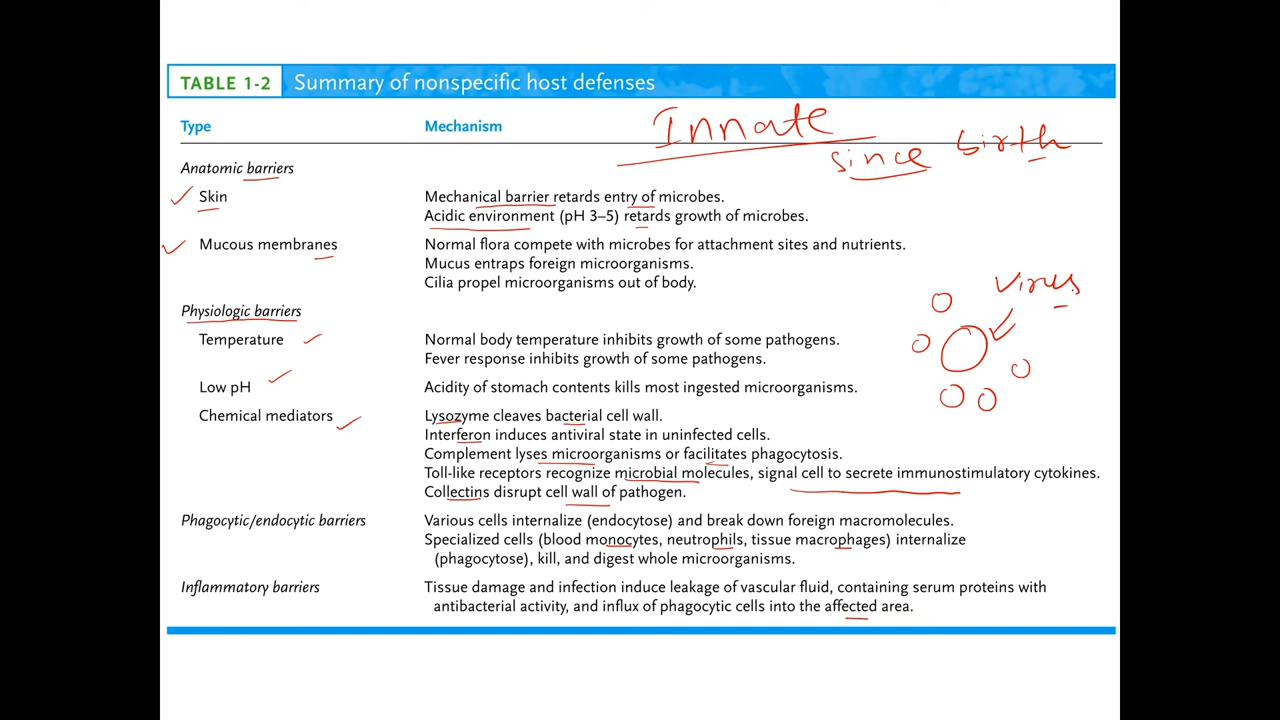 TABLE 1-2 Summary of nonspecific host defenses
Type Mechanism
Innate
since birth
Anatomic barriers
Skin Mechanical barrier retards entry of microbes.
Acidic environment (pH 3–5) retards growth of microbes.
Mucous membranes Normal flora compete with microbes for attachment sites and nutrients.
Mucus entraps foreign microorganisms.
Cilia propel microorganisms out of body.
virus
Physiologic barriers
Temperature Normal body temperature inhibits growth of some pathogens.
Fever response inhibits growth of some pathogens.
Low pH Acidity of stomach contents kills most ingested microorganisms.
Chemical mediators Lysozyme cleaves bacterial cell wall.
Interferon induces antiviral state in uninfected cells.
Complement lyses microorganisms or facilitates phagocytosis.
Toll-like receptors recognize microbial molecules, signal cell to secrete immunostimulatory cytokines.
Collectins disrupt cell wall of pathogen.
Phagocytic/endocytic barriers Various cells internalize (endocytose) and break down foreign macromolecules.
Specialized cells (blood monocytes, neutrophils, tissue macrophages) internalize
(phagocytose), kill, and digest whole microorganisms.
Inflammatory barriers Tissue damage and infection induce leakage of vascular fluid, containing serum proteins with
antibacterial activity, and influx of phagocytic cells into the affected area.